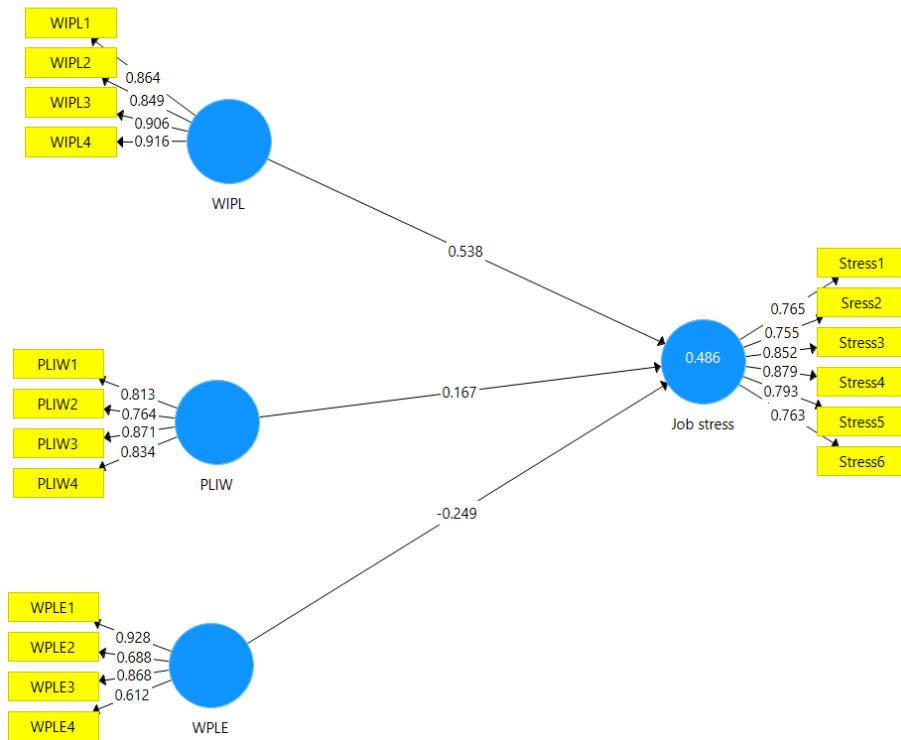 WIPL1
WIPL2
WIPL3
WIPL4
0.864
0.849
0.906
0.916
WIPL
0.538
PLIW1
PLIW2
PLIW3
PLIW4
0.813
0.764
0.871
0.834
PLIW
0.167
WPLE1
WPLE2
WPLE3
WPLE4
0.928
0.688
0.868
0.612
WPLE
-0.249
0.486
Job stress
0.765
0.755
0.852
0.879
0.793
0.763
Stress1
Sress2
Stress3
Stress4
Stress5
Stress6